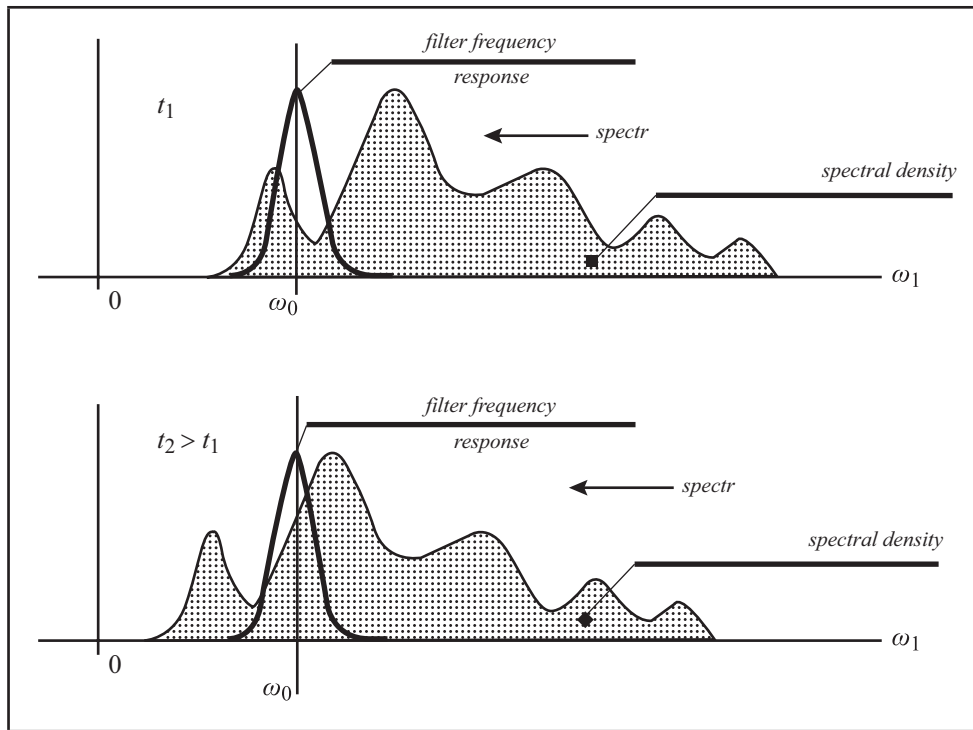 filter frequency
response
t1
spectr
spectral density
0
ω0
ω1
filter frequency
response
t2 > t1
spectr
spectral density
0
ω0
ω1